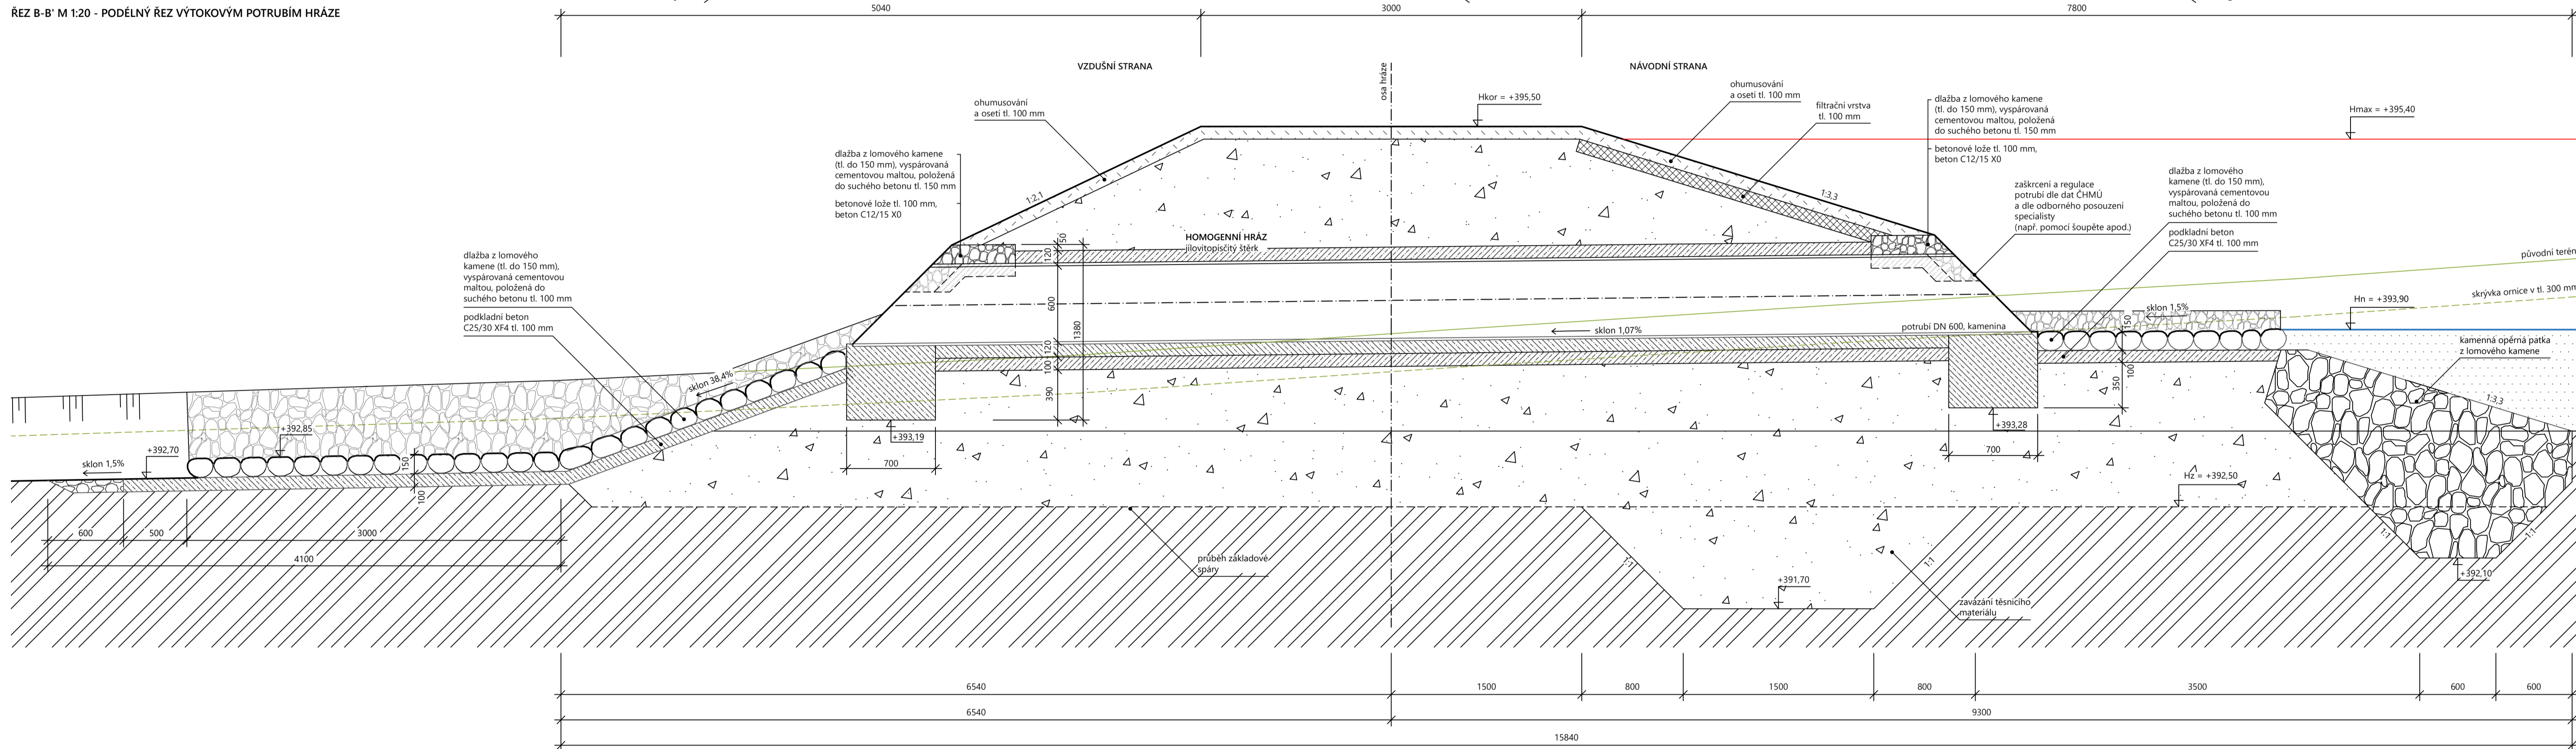 ŘEZ B-B' M 1:20 - PODÉLNÝ ŘEZ VÝTOKOVÝM POTRUBÍM HRÁZE
5040
3000
7800
VZDUŠNÍ STRANA
NÁVODNÍ STRANA
osa hráze
ohumusování
a osetí tl. 100 mm
Hkor = +395,50
ohumusování
a osetí tl. 100 mm
filtrační vrstva
tl. 100 mm
dlažba z lomového kamene
(tl. do 150 mm), vyspárovaná
cementovou maltou, položená
do suchého betonu tl. 150 mm
betonové lože tl. 100 mm,
beton C12/15 X0
Hmax = +395,40
dlažba z lomového kamene
(tl. do 150 mm), vyspárovaná
cementovou maltou, položená
do suchého betonu tl. 150 mm
betonové lože tl. 100 mm,
beton C12/15 X0
1:2,1
1:3,3
zaškrcení a regulace
potrubí dle dat ČHMÚ
a dle odborného posouzení
specialisty
(např. pomocí šoupěte apod.)
dlažba z lomového
kamene (tl. do 150 mm),
vyspárovaná cementovou
maltou, položená do
suchého betonu tl. 100 mm
podkladní beton
C25/30 XF4 tl. 100 mm
HOMOGENNÍ HRÁZ
jílovitopísčitý štěrk
50
120
600
1380
120
100
390
dlažba z lomového
kamene (tl. do 150 mm),
vyspárovaná cementovou
maltou, položená do
suchého betonu tl. 100 mm
podkladní beton
C25/30 XF4 tl. 100 mm
původní terén
skrývka ornice v tl. 300 mm
Hn = +393,90
sklon 1,5%
150
100
350
sklon 1,07%
potrubí DN 600, kamenina
kamenná opěrná patka
z lomového kamene
1:3,3
sklon 38,4%
+392,85
+392,70
sklon 1,5%
150
100
+393,19
700
+393,28
700
Hz = +392,50
600
500
3000
4100
průběh základové
spáry
1:1
+391,70
1:1
zavázání těsnícího
materiálu
1:1
+392,10
1:1
6540
1500
800
1500
800
3500
600
600
6540
9300
15840